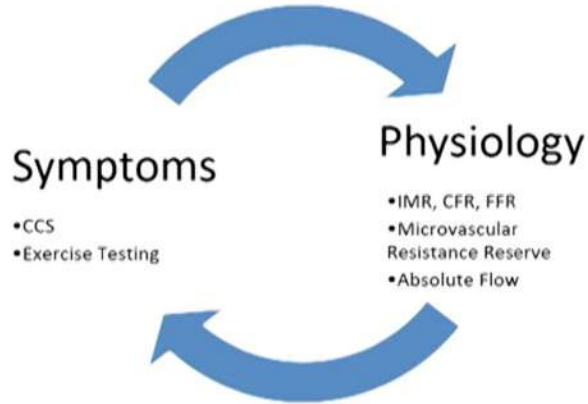 Symptoms
•CCS
•Exercise Testing
Physiology
•IMR, CFR, FFR
•Microvascular
Resistance Reserve
•Absolute Flow